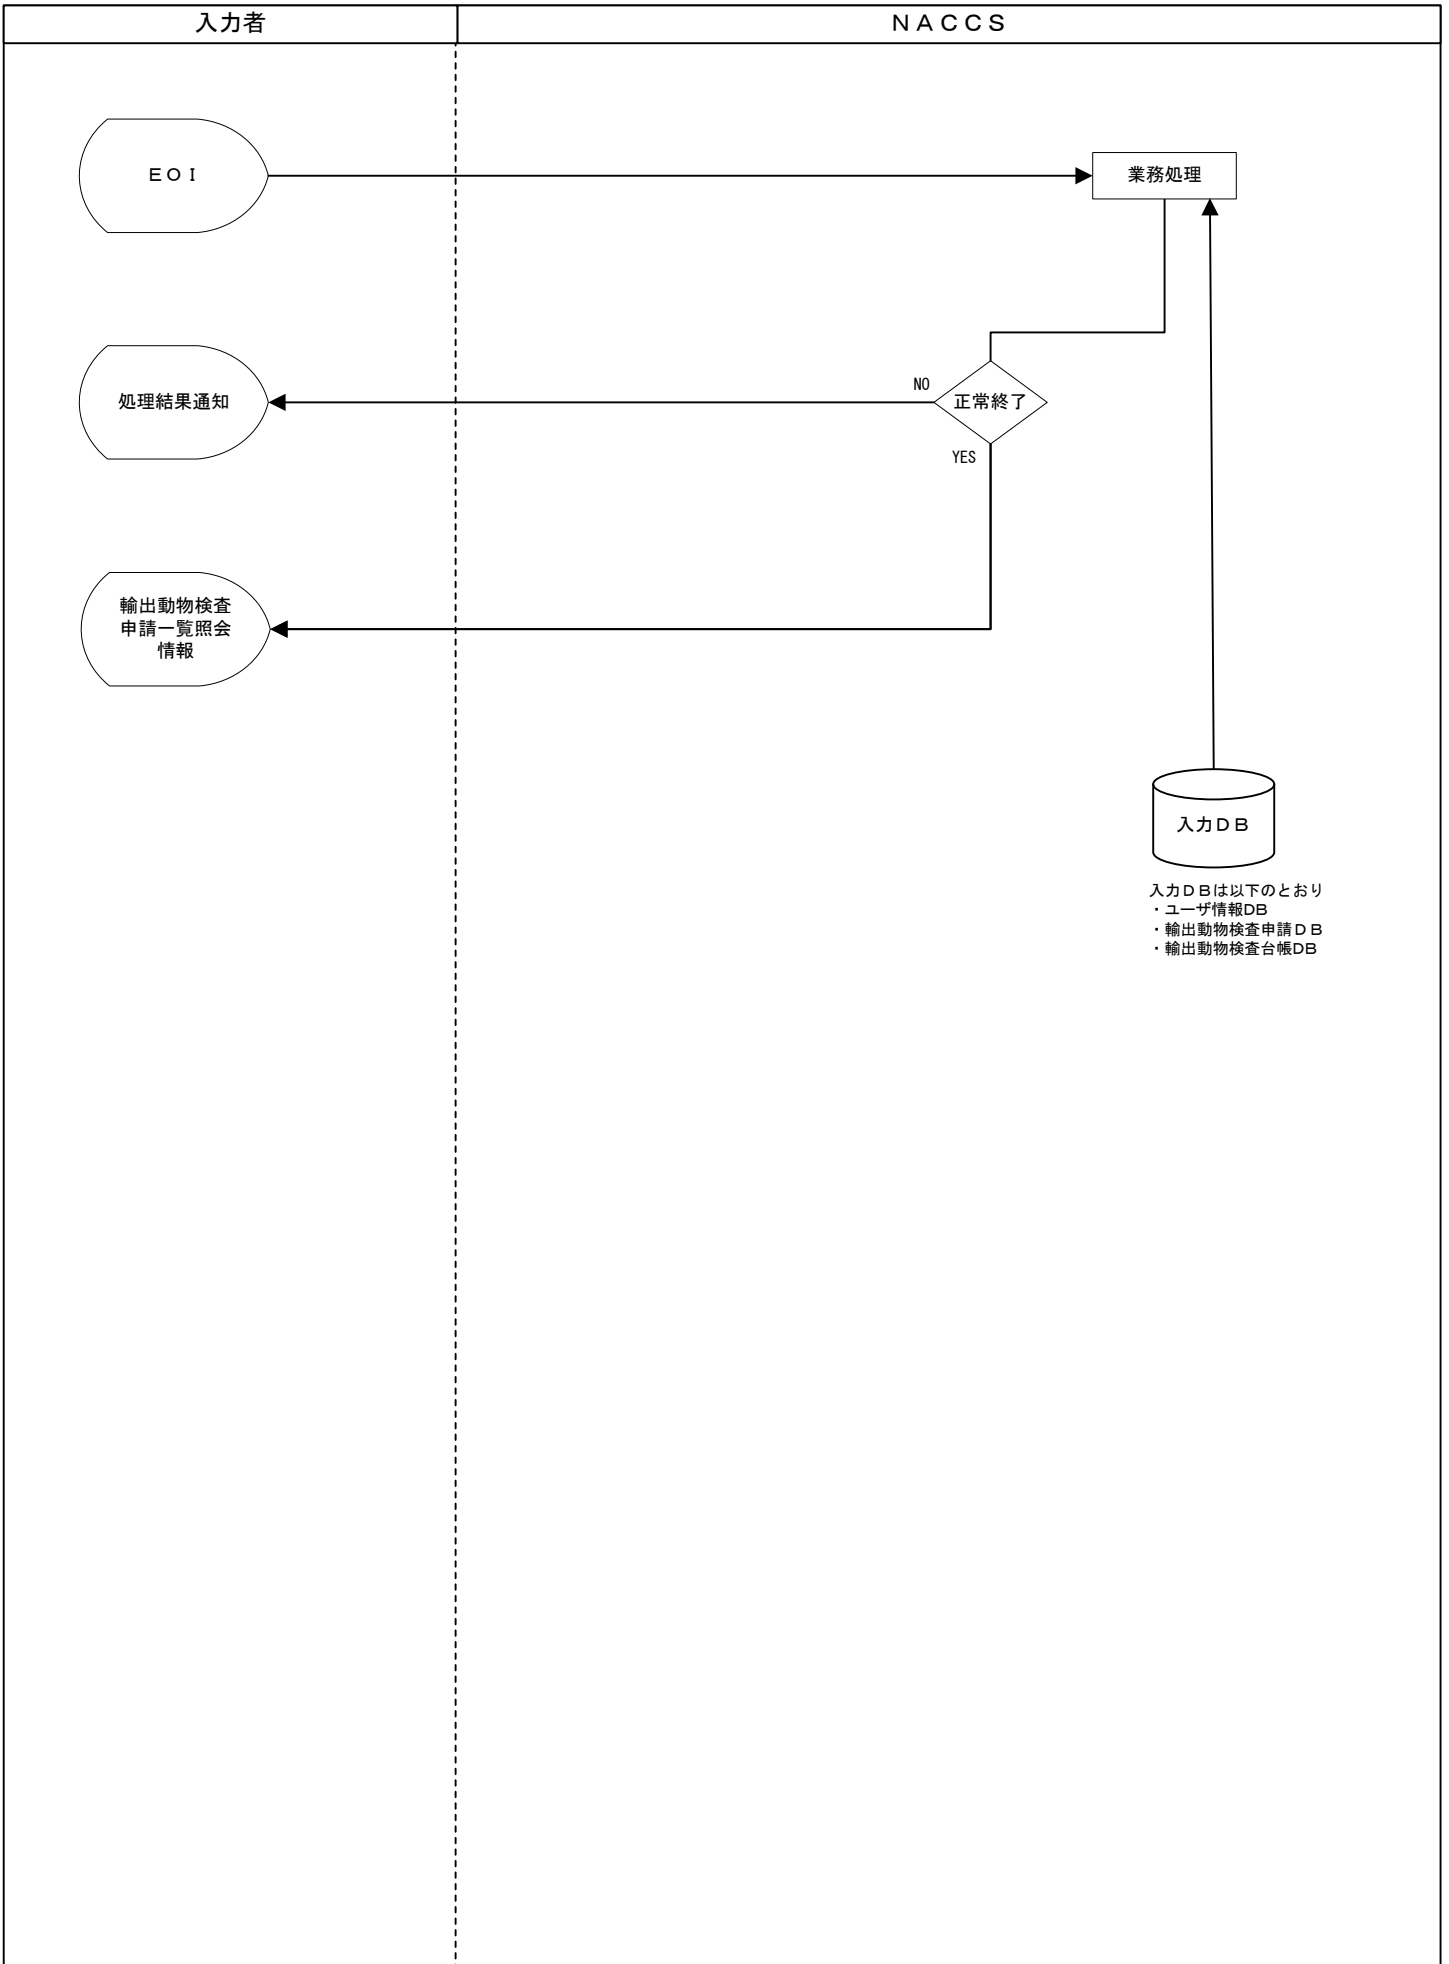 入力者
ＮＡＣＣＳ
ＥＯＩ
業務処理
処理結果通知
NO
正常終了
YES
輸出動物検査
申請一覧照会
情報
入力ＤＢ
入力ＤＢは以下のとおり
・ユーザ情報DB
・輸出動物検査申請ＤＢ
・輸出動物検査台帳DB